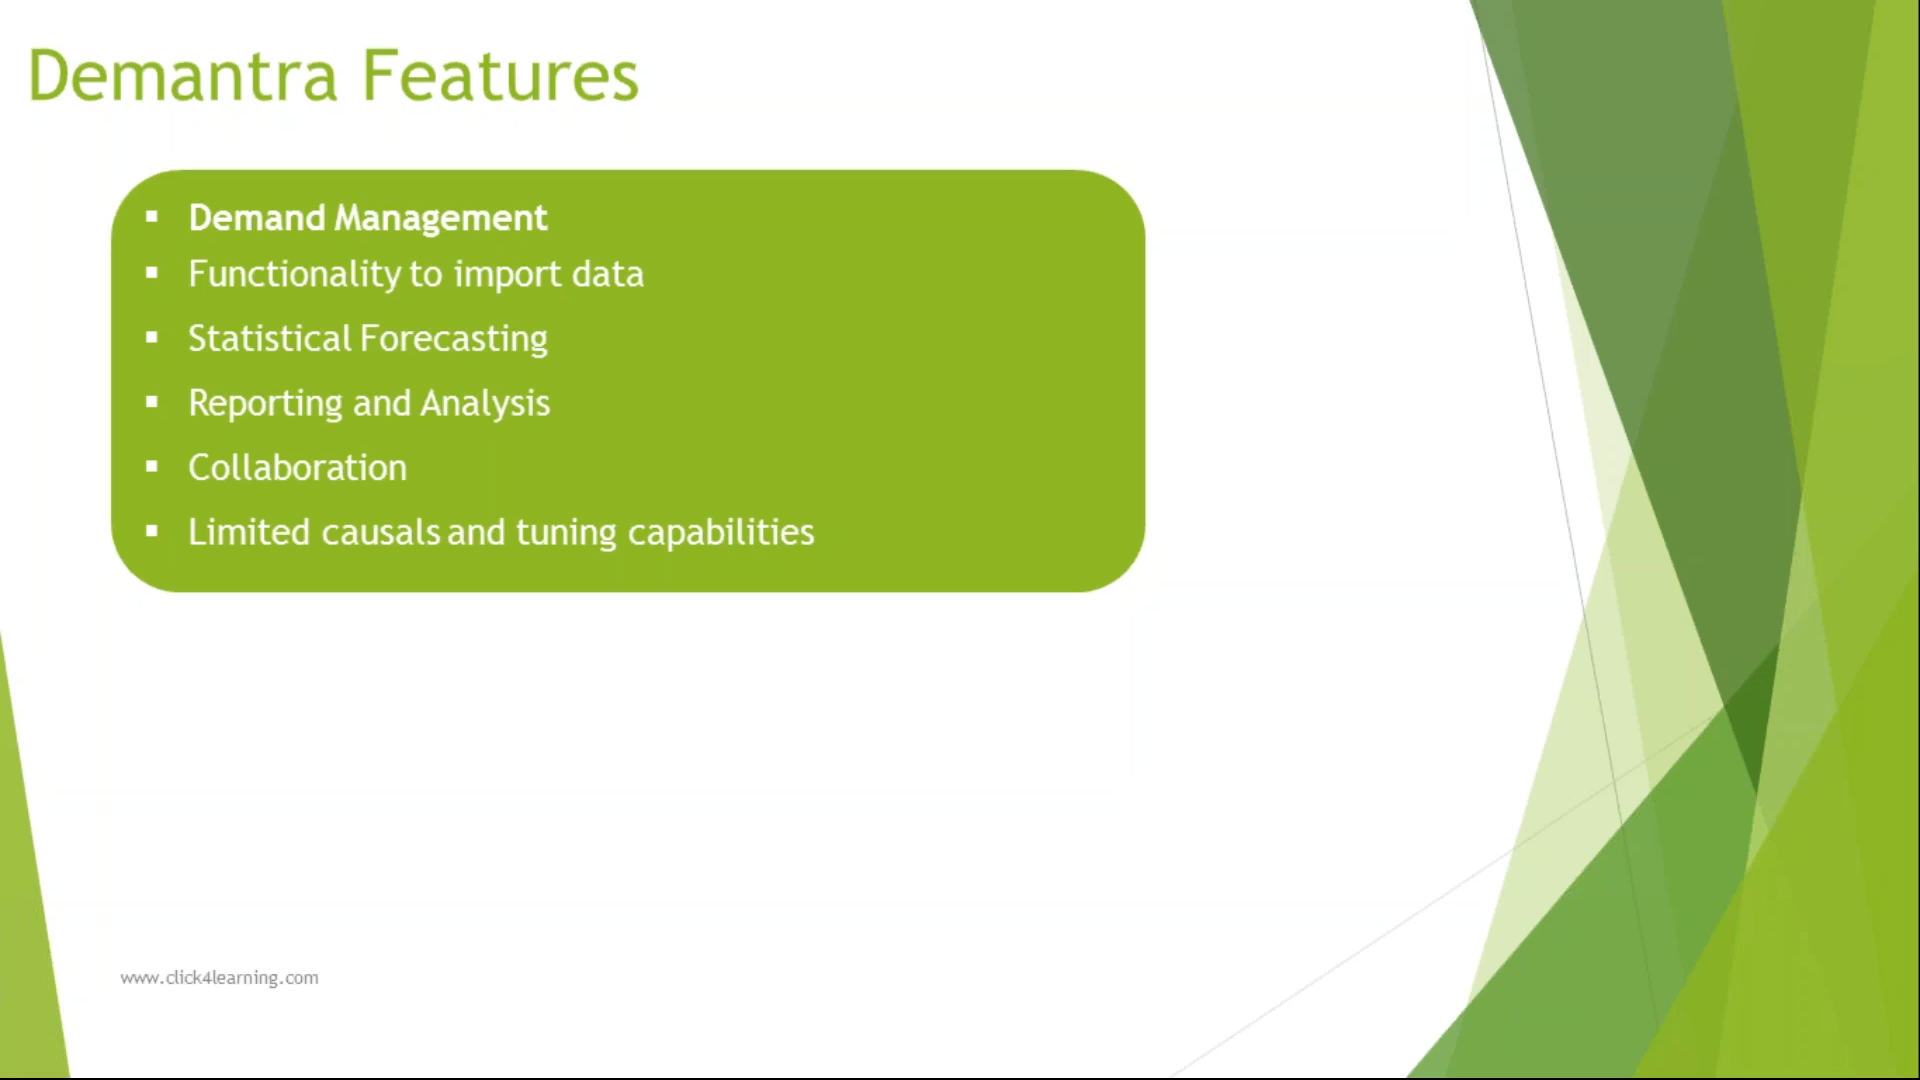 Demantra Features
▪ Demand Management
▪ Functionality to import data
▪ Statistical Forecasting
▪ Reporting and Analysis
▪ Collaboration
▪ Limited causals and tuning capabilities
www.click4learning.com